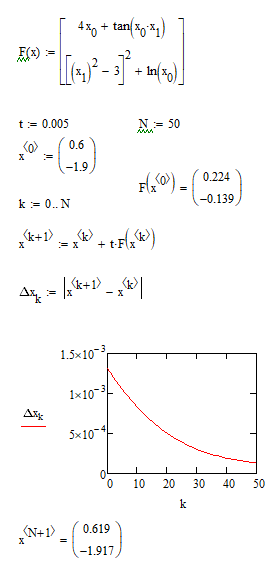 F(x) := [ 4x₀ + tan(x₀·x₁)
[(x₁)² − 3]² + ln(x₀) ]
t := 0.005 N := 50
x^⟨0⟩ := ( 0.6
−1.9 )
F(x^⟨0⟩) = ( 0.224
−0.139 )
k := 0.. N
x^⟨k+1⟩ := x^⟨k⟩ + t·F(x^⟨k⟩)
Δxₖ := |x^⟨k+1⟩ − x^⟨k⟩|
1.5×10⁻³
1×10⁻³
Δxₖ
5×10⁻⁴
0
0 10 20 30 40 50
k
x^⟨N+1⟩ = ( 0.619
−1.917 )